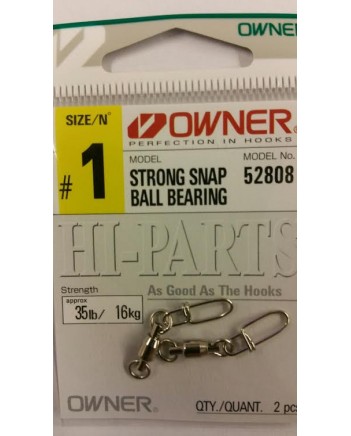 OWNER
SIZE/N°
#1
OWNER®
PERFECTION IN HOOKS
MODEL
MODEL No.
STRONG SNAP
BALL BEARING
52808
HI-PARTS
Strength
As Good As The Hooks
approx
35lb/ 16kg
OWNER®
QTY./QUANT. 2 pcs